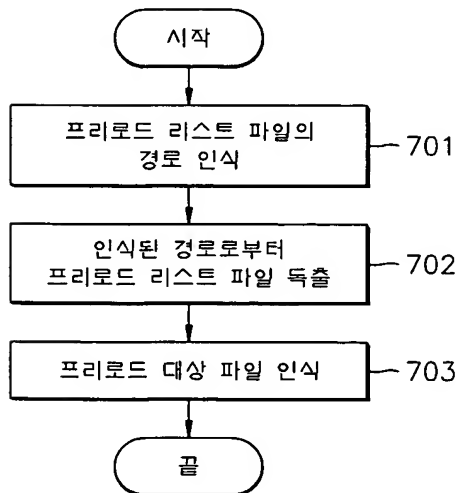 시작
프리로드 리스트 파일의
경로 인식
701
인식된 경로로부터
프리로드 리스트 파일 독출
702
프리로드 대상 파일 인식
703
끝